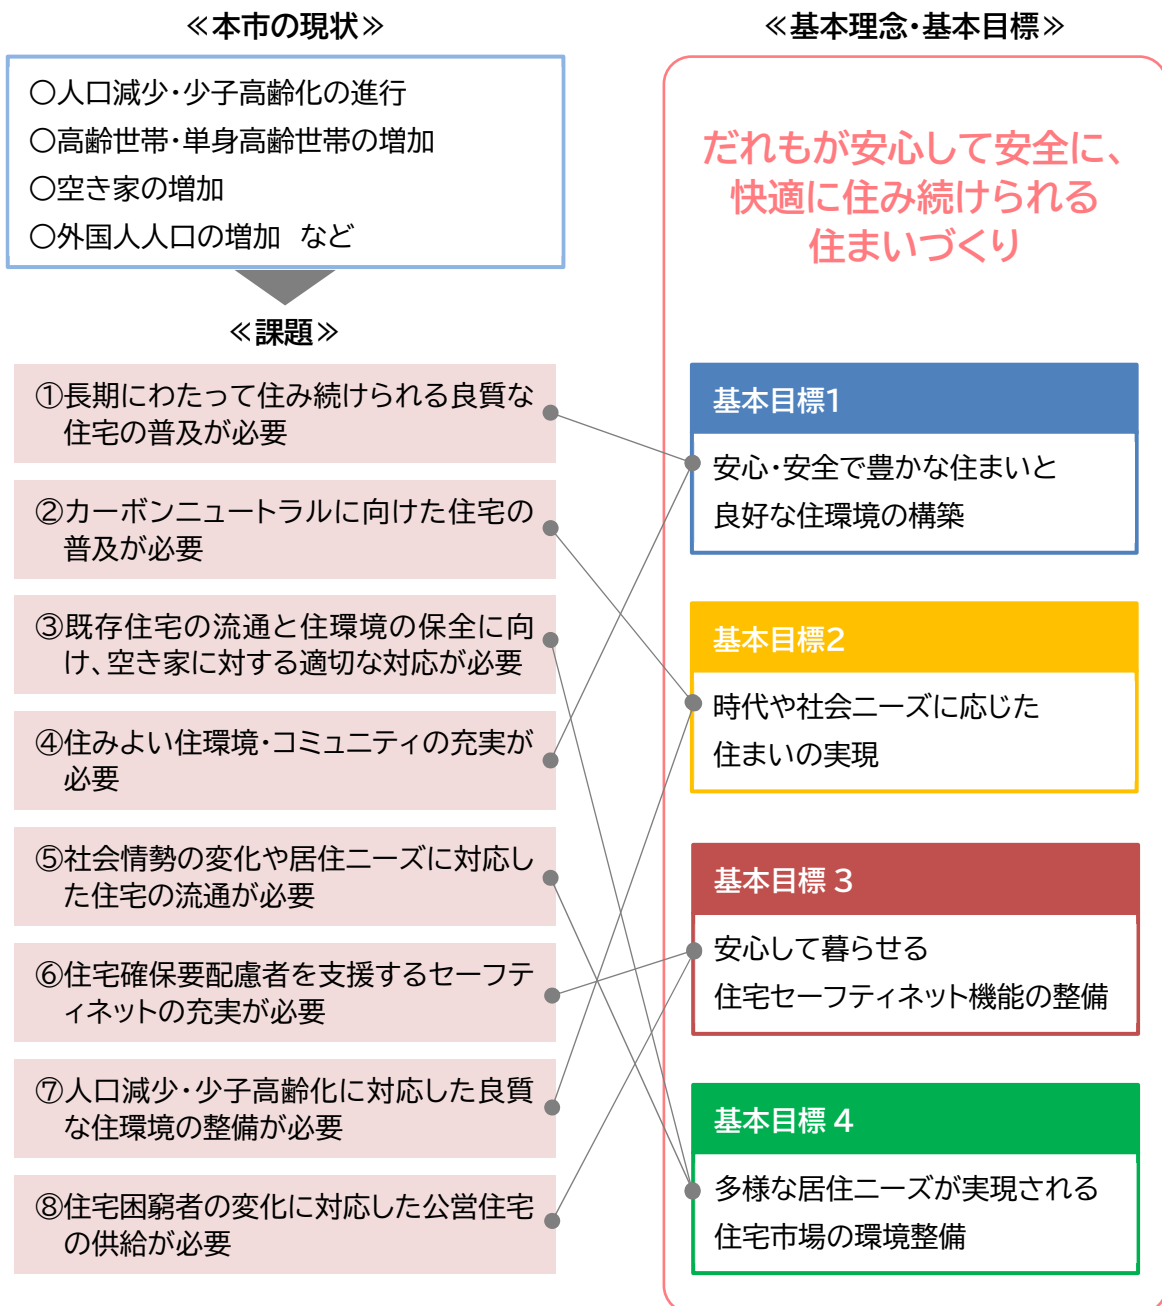 ≪本市の現状≫
○人口減少・少子高齢化の進行
○高齢世帯・単身高齢世帯の増加
○空き家の増加
○外国人人口の増加　など
≪課題≫
①長期にわたって住み続けられる良質な
住宅の普及が必要
②カーボンニュートラルに向けた住宅の
普及が必要
③既存住宅の流通と住環境の保全に向
け、空き家に対する適切な対応が必要
④住みよい住環境・コミュニティの充実が
必要
⑤社会情勢の変化や居住ニーズに対応し
た住宅の流通が必要
⑥住宅確保要配慮者を支援するセーフテ
ィネットの充実が必要
⑦人口減少・少子高齢化に対応した良質
な住環境の整備が必要
⑧住宅困窮者の変化に対応した公営住宅
の供給が必要
≪基本理念・基本目標≫
だれもが安心して安全に、
快適に住み続けられる
住まいづくり
基本目標1
安心・安全で豊かな住まいと
良好な住環境の構築
基本目標2
時代や社会ニーズに応じた
住まいの実現
基本目標 3
安心して暮らせる
住宅セーフティネット機能の整備
基本目標 4
多様な居住ニーズが実現される
住宅市場の環境整備